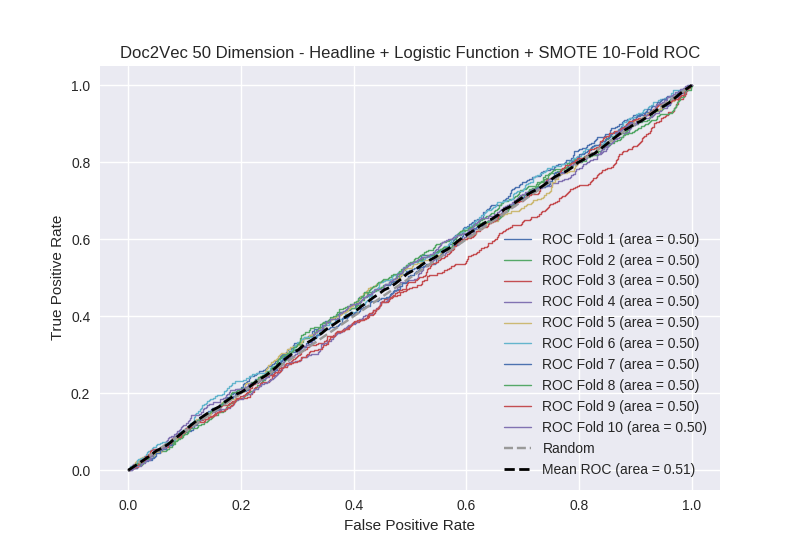 Doc2Vec 50 Dimension - Headline + Logistic Function + SMOTE 10-Fold ROC
1.0
0.8
0.6
0.4
0.2
0.0
True Positive Rate
ROC Fold 1 (area = 0.50)
ROC Fold 2 (area = 0.50)
ROC Fold 3 (area = 0.50)
ROC Fold 4 (area = 0.50)
ROC Fold 5 (area = 0.50)
ROC Fold 6 (area = 0.50)
ROC Fold 7 (area = 0.50)
ROC Fold 8 (area = 0.50)
ROC Fold 9 (area = 0.50)
ROC Fold 10 (area = 0.50)
Random
Mean ROC (area = 0.51)
0.0 0.2 0.4 0.6 0.8 1.0
False Positive Rate